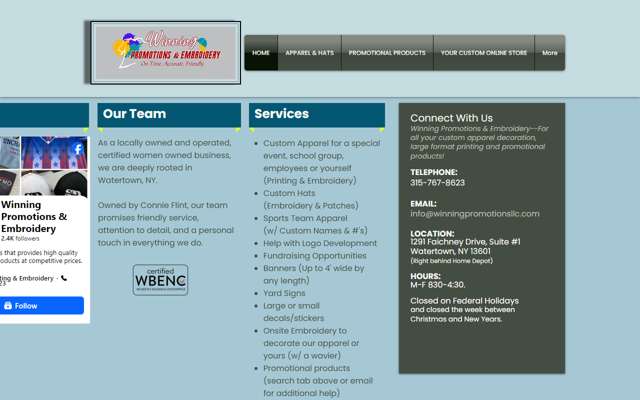 Winning
PROMOTIONS & EMBROIDERY
On Time, Accurate, Friendly
HOME
APPAREL & HATS
PROMOTIONAL PRODUCTS
YOUR CUSTOM ONLINE STORE
More
Winning
Promotions &
Embroidery
2.4K followers
s that provides high quality
oducts at competitive prices.
ting & Embroidery ·
23
Follow
Our Team
As a locally owned and operated,
certified women owned business,
we are deeply rooted in
Watertown, NY.
Owned by Connie Flint, our team
promises friendly service,
attention to detail, and a personal
touch in everything we do.
certified
WBENC
Services
Custom Apparel for a special
event, school group,
employees or yourself
(Printing & Embroidery)
Custom Hats
(Embroidery & Patches)
Sports Team Apparel
(w/ Custom Names & #'s)
Help with Logo Development
Fundraising Opportunities
Banners (Up to 4' wide by
any length)
Yard Signs
Large or small
decals/stickers
Onsite Embroidery to
decorate our apparel or
yours (w/ a wavier)
Promotional products
(search tab above or email
for additional help)
Connect With Us
Winning Promotions & Embroidery—For
all your custom apparel decoration,
large format printing and promotional
products!
TELEPHONE:
315-767-8623
EMAIL:
info@winningpromotionsllc.com
LOCATION:
1291 Faichney Drive, Suite #1
Watertown, NY 13601
(Right behind Home Depot)
HOURS:
M-F 830-4:30.
Closed on Federal Holidays
and closed the week between
Christmas and New Years.